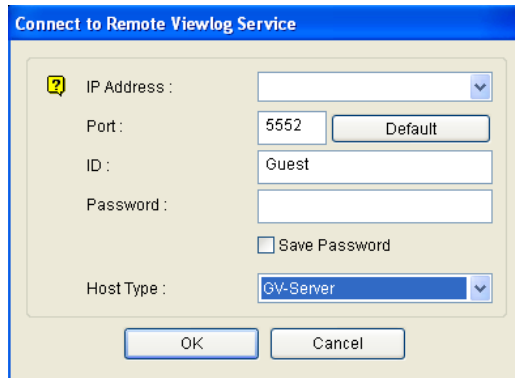 Connect to Remote Viewlog Service
IP Address :
Port : 5552 Default
ID : Guest
Password :
Save Password
Host Type : GV-Server
OK Cancel